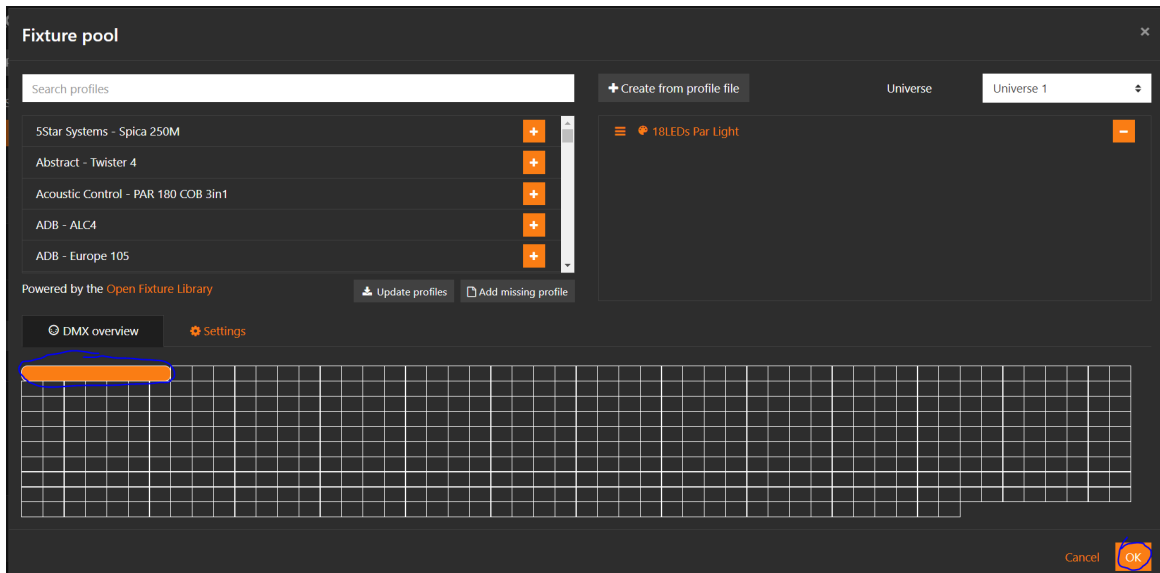 Fixture pool
×
Search profiles
Create from profile file
Universe
Universe 1
5Star Systems - Spica 250M
18LEDs Par Light
Abstract - Twister 4
Acoustic Control - PAR 180 COB 3in1
ADB - ALC4
ADB - Europe 105
Powered by the Open Fixture Library
Update profiles
Add missing profile
DMX overview
Settings
Cancel
OK